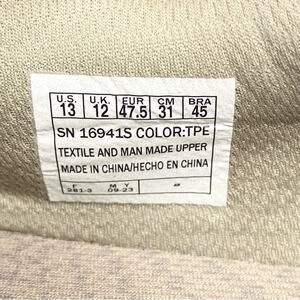 U.S. U.K. EUR CM BRA
13 12 47.5 31 45
SN 16941S COLOR:TPE
TEXTILE AND MAN MADE UPPER
MADE IN CHINA/HECHO EN CHINA
F M Y
281-3 09-23